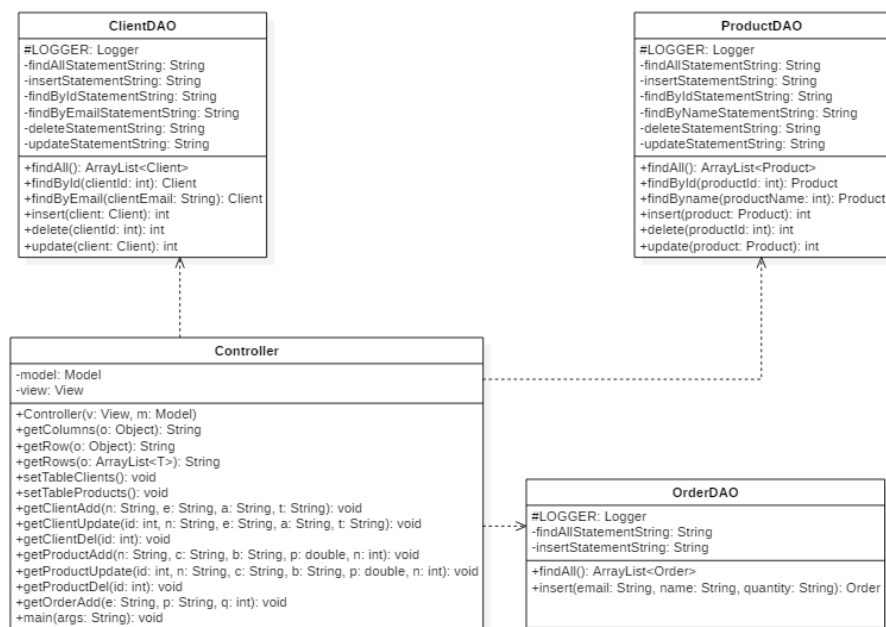 ClientDAO
#LOGGER: Logger
-findAllStatementString: String
-insertStatementString: String
-findByIdStatementString: String
-findByEmailStatementString: String
-deleteStatementString: String
-updateStatementString: String
+findAll(): ArrayList<Client>
+findById(clientId: int): Client
+findByEmail(clientEmail: String): Client
+insert(client: Client): int
+delete(clientId: int): int
+update(client: Client): int
ProductDAO
#LOGGER: Logger
-findAllStatementString: String
-insertStatementString: String
-findByIdStatementString: String
-findByNameStatementString: String
-deleteStatementString: String
-updateStatementString: String
+findAll(): ArrayList<Product>
+findById(productId: int): Product
+findByname(productName: int): Product
+insert(product: Product): int
+delete(productId: int): int
+update(product: Product): int
Controller
-model: Model
-view: View
+Controller(v: View, m: Model)
+getColumns(o: Object): String
+getRow(o: Object): String
+getRows(o: ArrayList<T>): String
+setTableClients(): void
+setTableProducts(): void
+getClientAdd(n: String, e: String, a: String, t: String): void
+getClientUpdate(id: int, n: String, e: String, a: String, t: String): void
+getClientDel(id: int): void
+getProductAdd(n: String, c: String, b: String, p: double, n: int): void
+getProductUpdate(id: int, n: String, c: String, b: String, p: double, n: int): void
+getProductDel(id: int): void
+getOrderAdd(e: String, p: String, q: int): void
+main(args: String): void
OrderDAO
#LOGGER: Logger
-findAllStatementString: String
-insertStatementString: String
+findAll(): ArrayList<Order>
+insert(email: String, name: String, quantity: String): Order